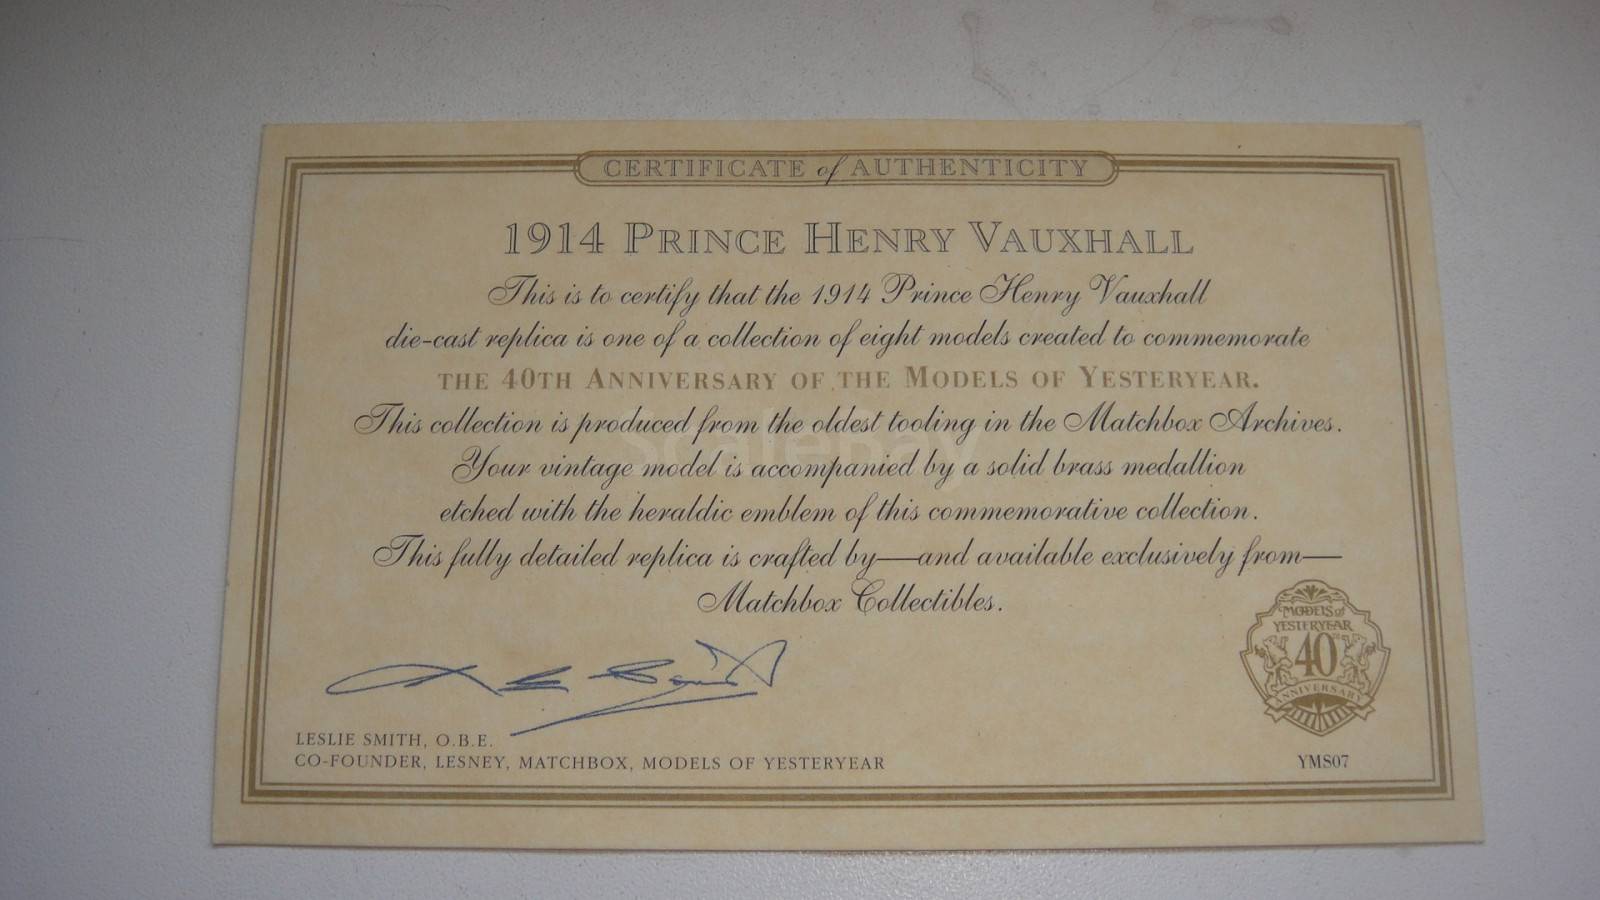 CERTIFICATE of AUTHENTICITY
1914 PRINCE HENRY VAUXHALL
This is to certify that the 1914 Prince Henry Vauxhall
die-cast replica is one of a collection of eight models created to commemorate
THE 40TH ANNIVERSARY OF THE MODELS OF YESTERYEAR.
This collection is produced from the oldest tooling in the Matchbox Archives.
Your vintage model is accompanied by a solid brass medallion
etched with the heraldic emblem of this commemorative collection.
This fully detailed replica is crafted by—and available exclusively from—
Matchbox Collectibles.
MODELS of
YESTERYEAR
40TH
ANNIVERSARY
LESLIE SMITH, O.B.E.
CO-FOUNDER, LESNEY, MATCHBOX, MODELS OF YESTERYEAR
YMS07
ScaleBay